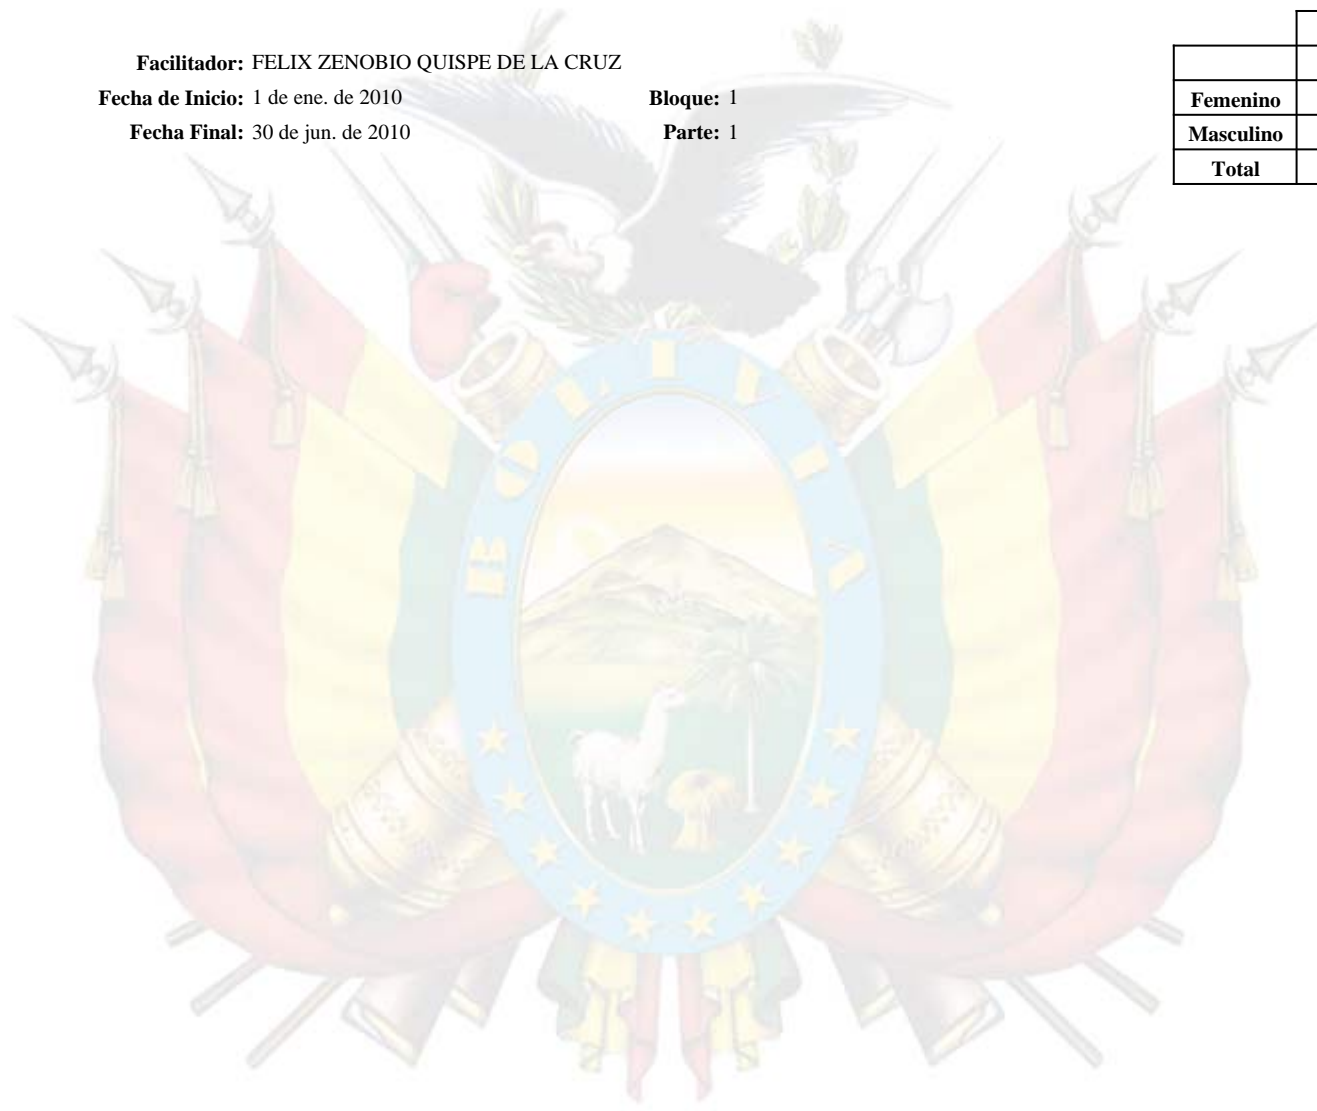 Facilitador: FELIX ZENOBIO QUISPE DE LA CRUZ
Fecha de Inicio: 1 de ene. de 2010 Bloque: 1
Fecha Final: 30 de jun. de 2010 Parte: 1
Femenino
Masculino
Total
BOLIVIA